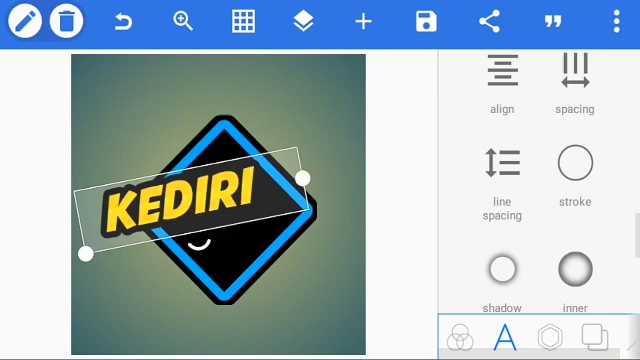 KEDIRI
align
spacing
line
spacing
stroke
shadow
inner